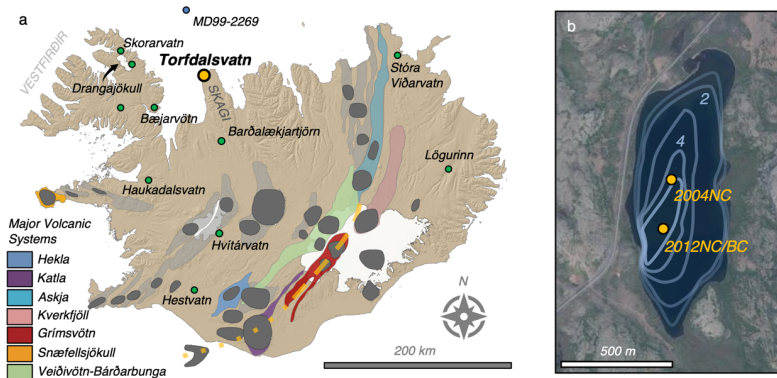 a
MD99-2269
Skorarvatn
VESTFIRÐIR
Torfdalsvatn
Drangajökull
SKAGI
Stóra
Viðarvatn
Bæjarvötn
Barðalækjartjörn
Lögurinn
Haukadalsvatn
Major Volcanic
Systems
Hvítárvatn
Hekla
Katla
Askja
Hestvatn
Kverkfjöll
Grímsvötn
Snæfellsjökull
Veiðivötn-Bárðarbunga
N
200 km
b
2
4
2004NC
2012NC/BC
500 m